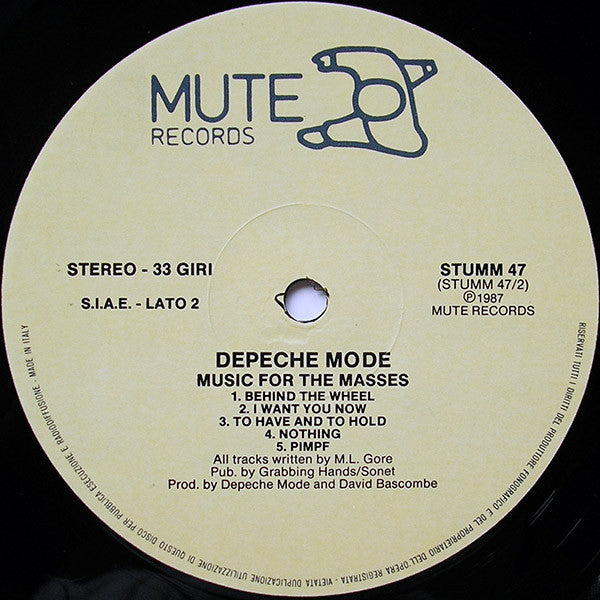 MUTE
RECORDS
STEREO - 33 GIRI
S.I.A.E. - LATO 2
STUMM 47
(STUMM 47/2)
Ⓟ1987
MUTE RECORDS
DEPECHE MODE
MUSIC FOR THE MASSES
1. BEHIND THE WHEEL
2. I WANT YOU NOW
3. TO HAVE AND TO HOLD
4. NOTHING
5. PIMPF
All tracks written by M.L. Gore
Pub. by Grabbing Hands/Sonet
Prod. by Depeche Mode and David Bascombe
RISERVATI TUTTI I DIRITTI DEL PRODUTTORE FONOGRAFICO E DEL PROPRIETARIO DELL'OPERA REGISTRATA - VIETATA DUPLICAZIONE UTILIZZAZIONE DI QUESTO DISCO PER PUBBLICA ESECUZIONE E RADIODIFFUSIONE - MADE IN ITALY